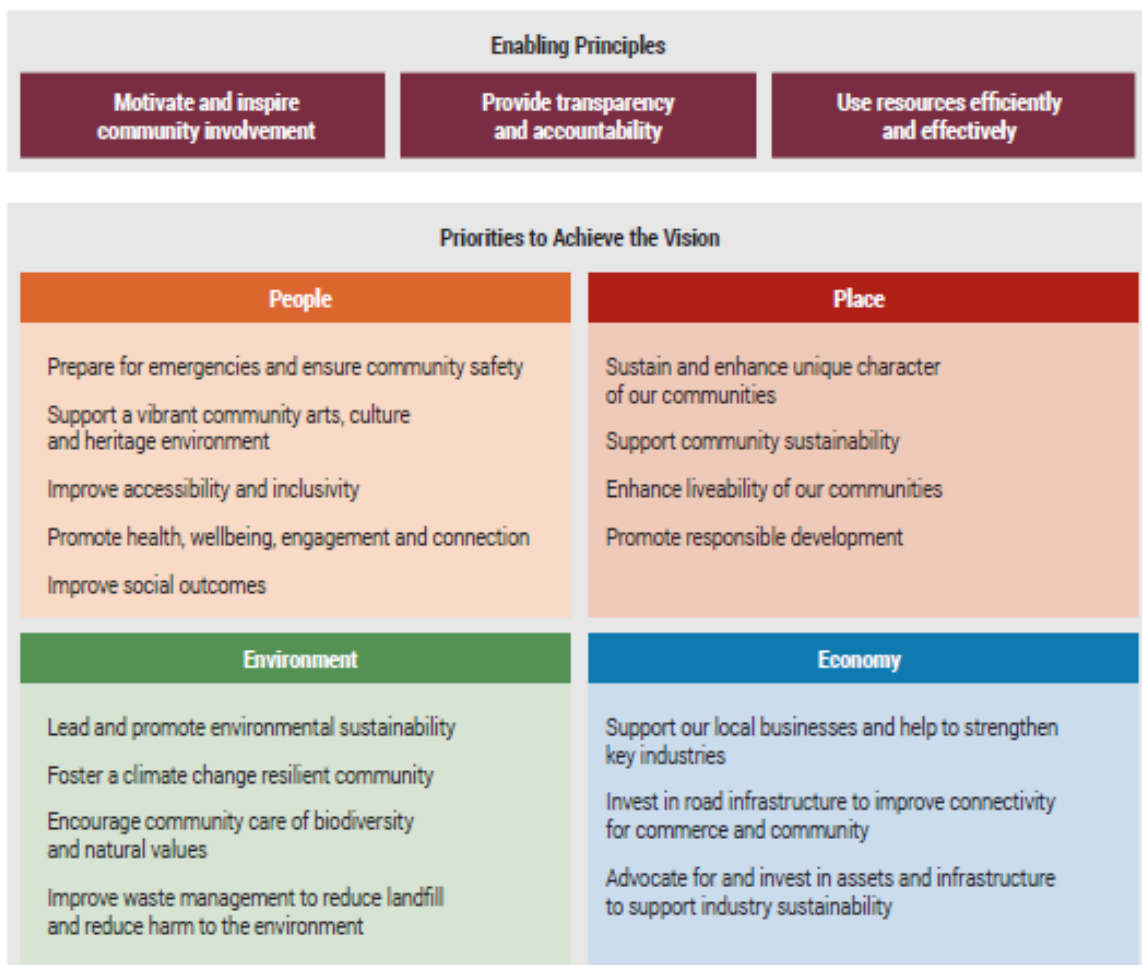 Enabling Principles
Motivate and inspire
community involvement
Provide transparency
and accountability
Use resources efficiently
and effectively
Priorities to Achieve the Vision
People
Prepare for emergencies and ensure community safety
Support a vibrant community arts, culture
and heritage environment
Improve accessibility and inclusivity
Promote health, wellbeing, engagement and connection
Improve social outcomes
Place
Sustain and enhance unique character
of our communities
Support community sustainability
Enhance liveability of our communities
Promote responsible development
Environment
Lead and promote environmental sustainability
Foster a climate change resilient community
Encourage community care of biodiversity
and natural values
Improve waste management to reduce landfill
and reduce harm to the environment
Economy
Support our local businesses and help to strengthen
key industries
Invest in road infrastructure to improve connectivity
for commerce and community
Advocate for and invest in assets and infrastructure
to support industry sustainability